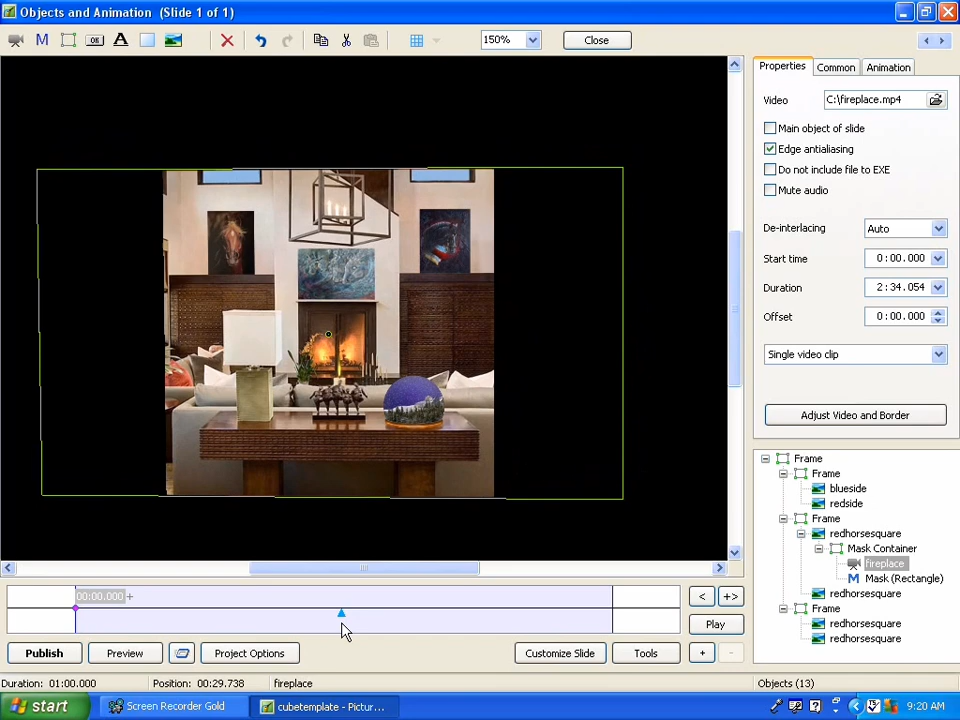 Objects and Animation (Slide 1 of 1)
M OK A 150% Close
Properties Common Animation
Video C:\fireplace.mp4
Main object of slide
Edge antialiasing
Do not include file to EXE
Mute audio
De-interlacing Auto
Start time 0:00.000
Duration 2:34.054
Offset 0:00.000
Single video clip
Adjust Video and Border
Frame
Frame
blueside
redside
Frame
redhorsesquare
Mask Container
fireplace
M Mask (Rectangle)
redhorsesquare
Frame
redhorsesquare
redhorsesquare
00:00.000 +
< +>
Play
Publish Preview Project Options Customize Slide Tools + -
Duration: 01:00.000 Position: 00:29.738 fireplace Objects (13)
start Screen Recorder Gold cubetemplate - Pictur... 9:20 AM